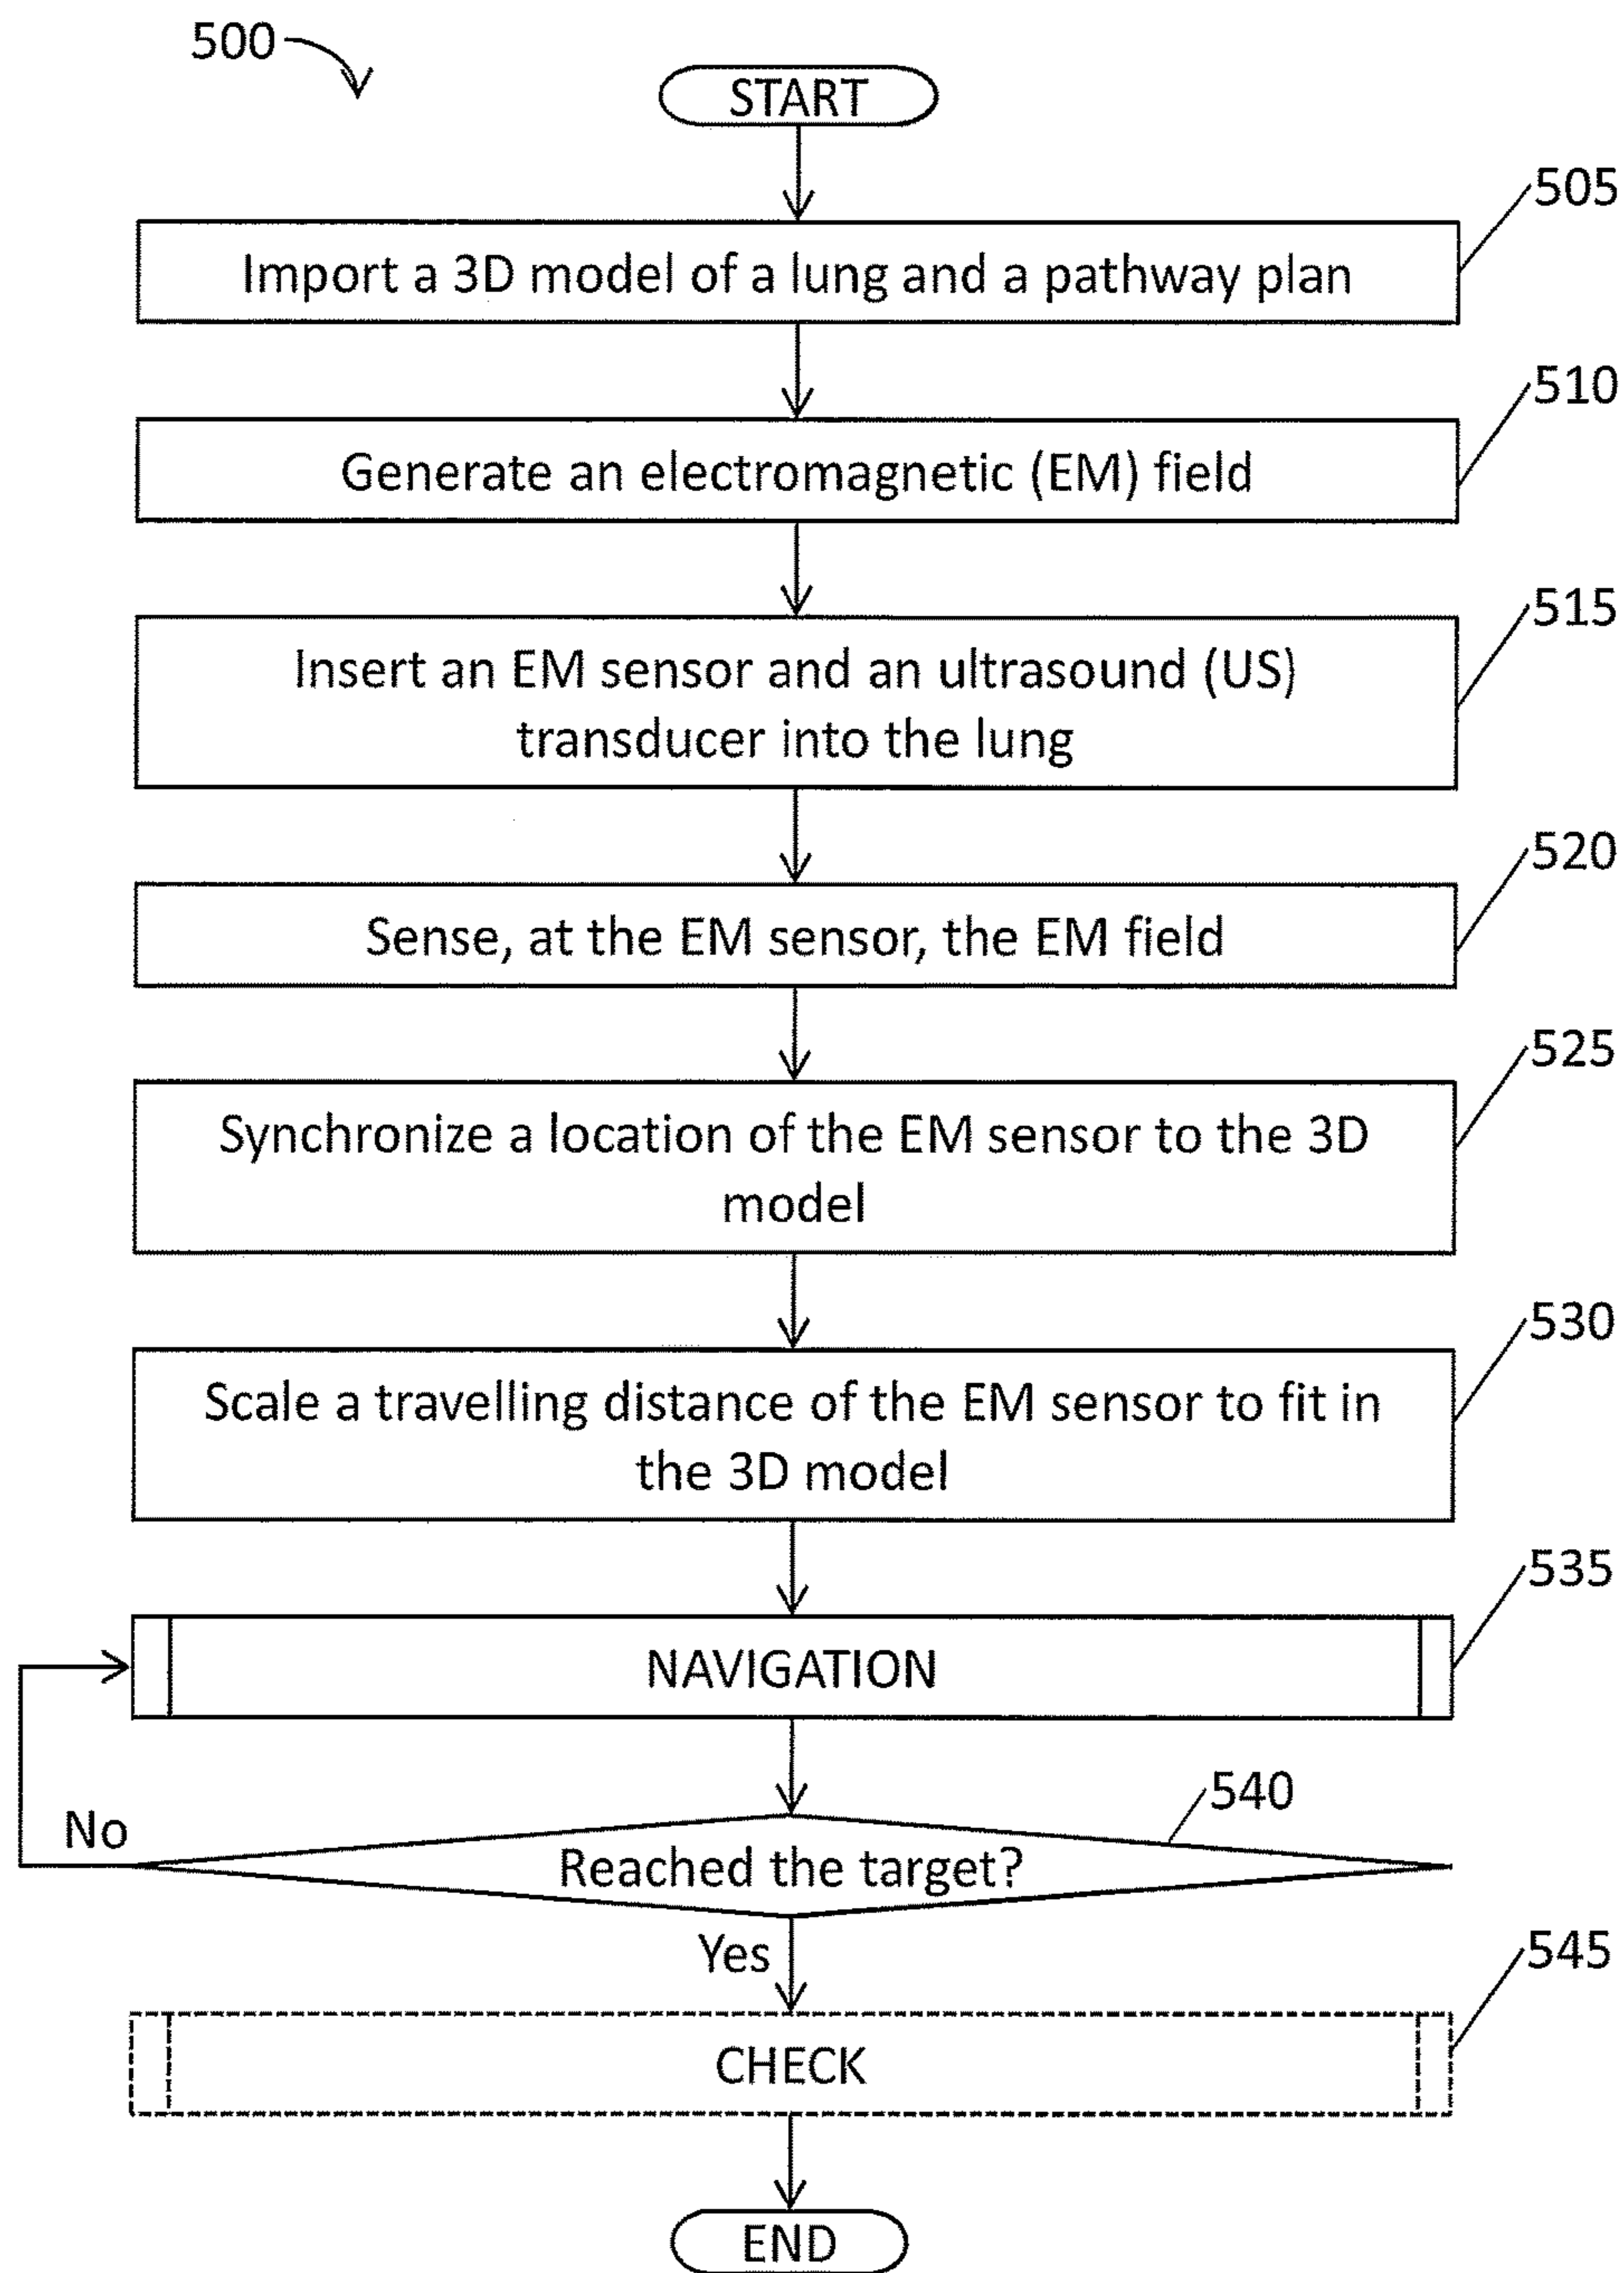 500
START
505
Import a 3D model of a lung and a pathway plan
510
Generate an electromagnetic (EM) field
515
Insert an EM sensor and an ultrasound (US)
transducer into the lung
520
Sense, at the EM sensor, the EM field
525
Synchronize a location of the EM sensor to the 3D
model
530
Scale a travelling distance of the EM sensor to fit in
the 3D model
535
NAVIGATION
540
No
Reached the target?
Yes
545
CHECK
END